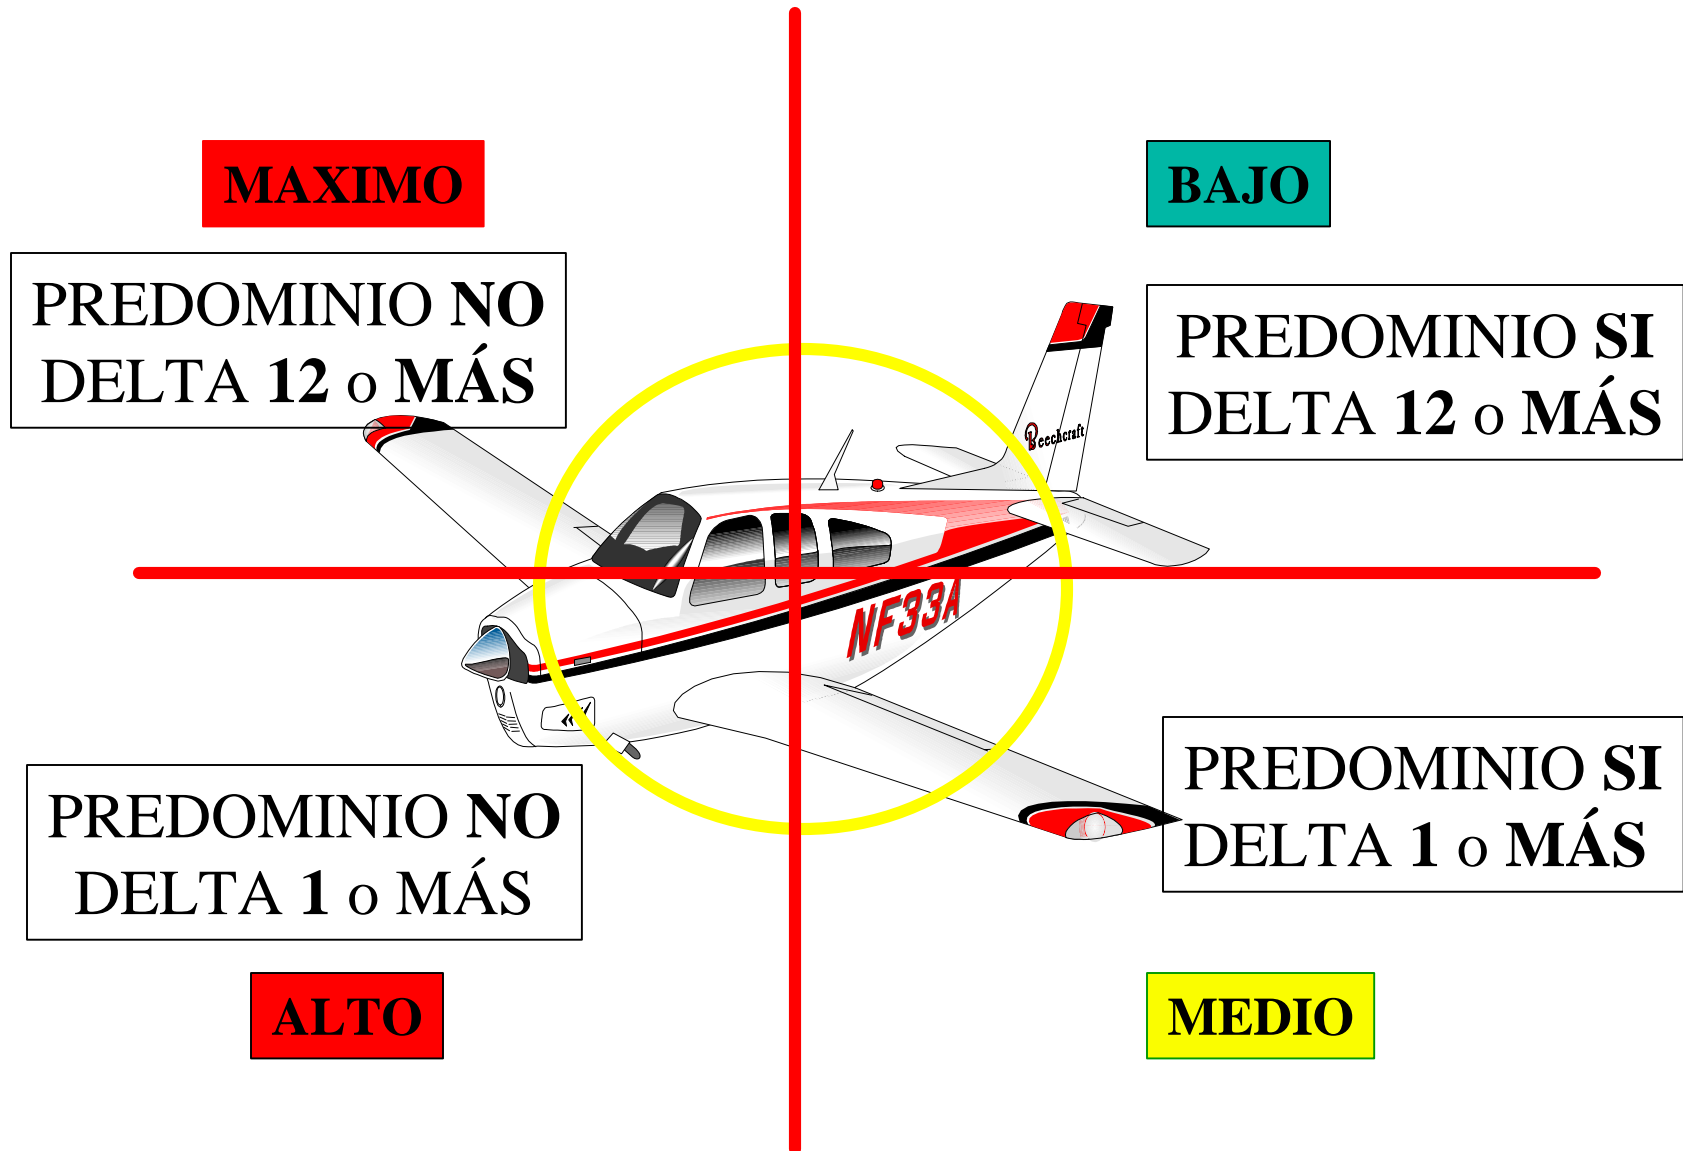 MAXIMO
PREDOMINIO NO
DELTA 12 o MÁS
BAJO
PREDOMINIO SI
DELTA 12 o MÁS
Beechcraft
NF33A
PREDOMINIO NO
DELTA 1 o MÁS
ALTO
PREDOMINIO SI
DELTA 1 o MÁS
MEDIO